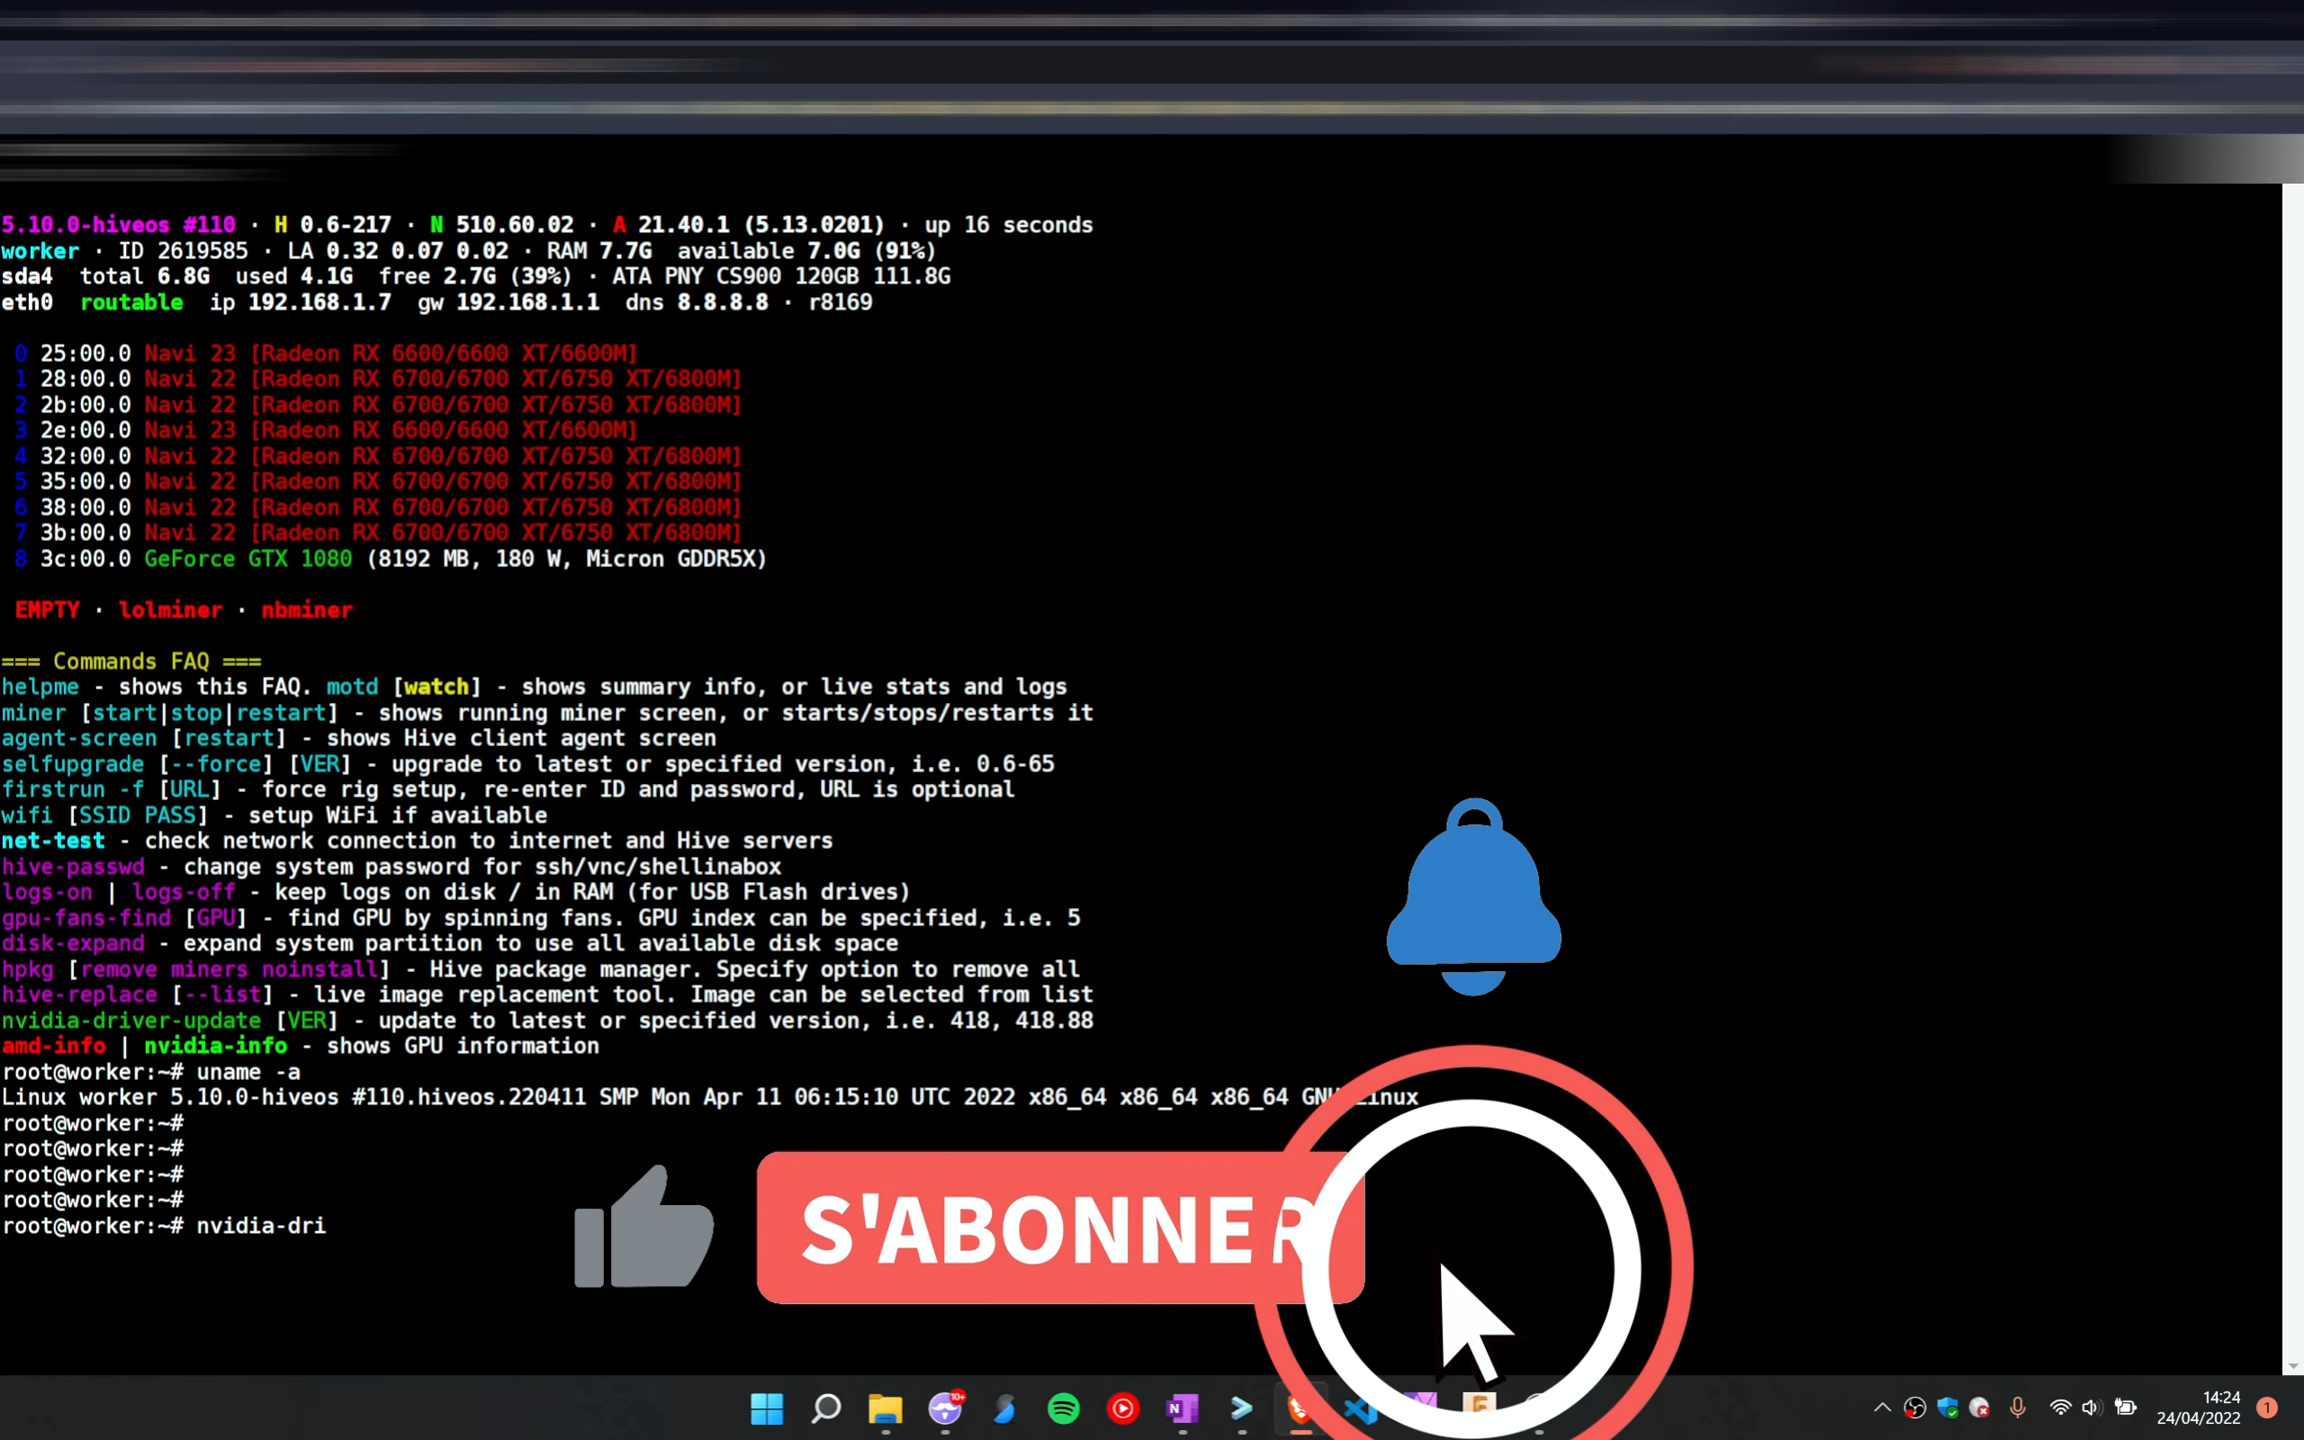 5.10.0-hiveos #110 · H 0.6-217 · N 510.60.02 · A 21.40.1 (5.13.0201) · up 16 seconds
worker · ID 2619585 · LA 0.32 0.07 0.02 · RAM 7.7G available 7.0G (91%)
sda4 total 6.8G used 4.1G free 2.7G (39%) · ATA PNY CS900 120GB 111.8G
eth0 routable ip 192.168.1.7 gw 192.168.1.1 dns 8.8.8.8 · r8169
0 25:00.0 Navi 23 [Radeon RX 6600/6600 XT/6600M]
1 28:00.0 Navi 22 [Radeon RX 6700/6700 XT/6750 XT/6800M]
2 2b:00.0 Navi 22 [Radeon RX 6700/6700 XT/6750 XT/6800M]
3 2e:00.0 Navi 23 [Radeon RX 6600/6600 XT/6600M]
4 32:00.0 Navi 22 [Radeon RX 6700/6700 XT/6750 XT/6800M]
5 35:00.0 Navi 22 [Radeon RX 6700/6700 XT/6750 XT/6800M]
6 38:00.0 Navi 22 [Radeon RX 6700/6700 XT/6750 XT/6800M]
7 3b:00.0 Navi 22 [Radeon RX 6700/6700 XT/6750 XT/6800M]
8 3c:00.0 GeForce GTX 1080 (8192 MB, 180 W, Micron GDDR5X)
EMPTY · lolminer · nbminer
=== Commands FAQ ===
helpme - shows this FAQ. motd [watch] - shows summary info, or live stats and logs
miner [start|stop|restart] - shows running miner screen, or starts/stops/restarts it
agent-screen [restart] - shows Hive client agent screen
selfupgrade [--force] [VER] - upgrade to latest or specified version, i.e. 0.6-65
firstrun -f [URL] - force rig setup, re-enter ID and password, URL is optional
wifi [SSID PASS] - setup WiFi if available
net-test - check network connection to internet and Hive servers
hive-passwd - change system password for ssh/vnc/shellinabox
logs-on | logs-off - keep logs on disk / in RAM (for USB Flash drives)
gpu-fans-find [GPU] - find GPU by spinning fans. GPU index can be specified, i.e. 5
disk-expand - expand system partition to use all available disk space
hpkg [remove miners noinstall] - Hive package manager. Specify option to remove all
hive-replace [--list] - live image replacement tool. Image can be selected from list
nvidia-driver-update [VER] - update to latest or specified version, i.e. 418, 418.88
amd-info | nvidia-info - shows GPU information
root@worker:~# uname -a
Linux worker 5.10.0-hiveos #110.hiveos.220411 SMP Mon Apr 11 06:15:10 UTC 2022 x86_64 x86_64 x86_64 GNU/Linux
root@worker:~#
root@worker:~#
root@worker:~#
root@worker:~#
root@worker:~# nvidia-dri
S'ABONNER
10+
14:24
24/04/2022
1